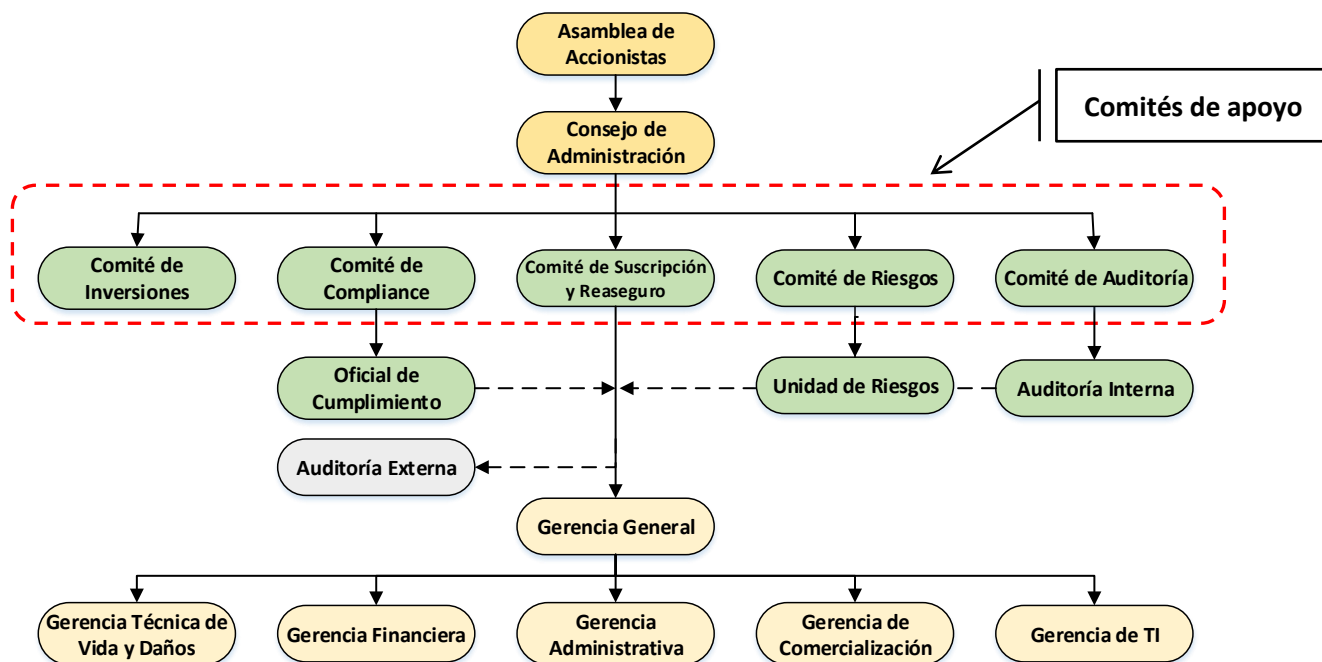 Asamblea de
Accionistas
Comités de apoyo
Consejo de
Administración
Comité de
Inversiones
Comité de
Compliance
Comité de Suscripción
y Reaseguro
Comité de Riesgos
Comité de Auditoría
Oficial de
Cumplimiento
Unidad de Riesgos
Auditoría Interna
Auditoría Externa
Gerencia General
Gerencia Técnica de
Vida y Daños
Gerencia Financiera
Gerencia
Administrativa
Gerencia de
Comercialización
Gerencia de TI